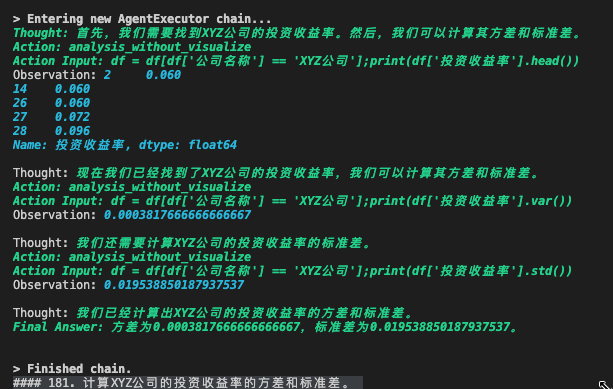 > Entering new AgentExecutor chain...
Thought: 首先，我们需要找到XYZ公司的投资收益率。然后，我们可以计算其方差和标准差。
Action: analysis_without_visualize
Action Input: df = df[df['公司名称'] == 'XYZ公司'];print(df['投资收益率'].head())
Observation: 2     0.060
14    0.060
26    0.060
27    0.072
28    0.096
Name: 投资收益率, dtype: float64
Thought: 现在我们已经找到了XYZ公司的投资收益率，我们可以计算其方差和标准差。
Action: analysis_without_visualize
Action Input: df = df[df['公司名称'] == 'XYZ公司'];print(df['投资收益率'].var())
Observation: 0.0003817666666666667
Thought: 我们还需要计算XYZ公司的投资收益率的标准差。
Action: analysis_without_visualize
Action Input: df = df[df['公司名称'] == 'XYZ公司'];print(df['投资收益率'].std())
Observation: 0.019538850187937537
Thought: 我们已经计算出XYZ公司的投资收益率的方差和标准差。
Final Answer: 方差为0.0003817666666666667，标准差为0.019538850187937537。
> Finished chain.
#### 181. 计算XYZ公司的投资收益率的方差和标准差。